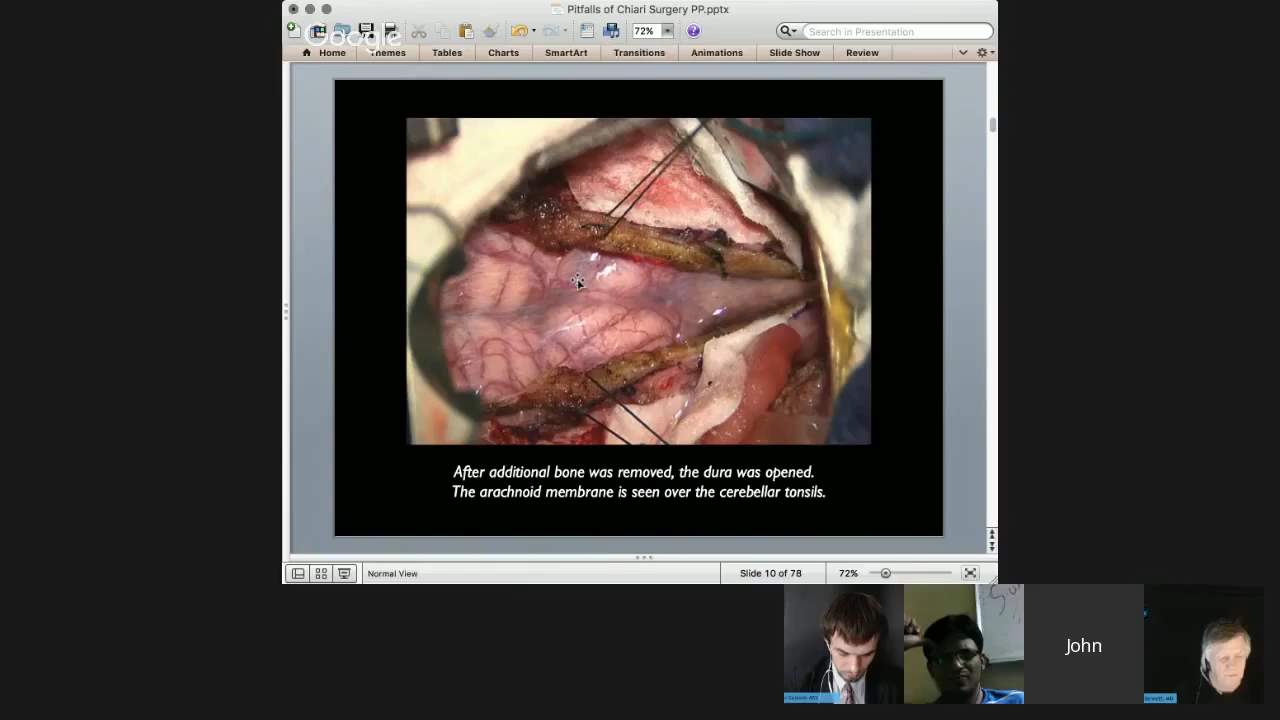 Pitfalls of Chiari Surgery PP.pptx
Google
72%
Search in Presentation
Home Themes Tables Charts SmartArt Transitions Animations Slide Show Review
After additional bone was removed, the dura was opened.
The arachnoid membrane is seen over the cerebellar tonsils.
Normal View
Slide 10 of 78
72%
John